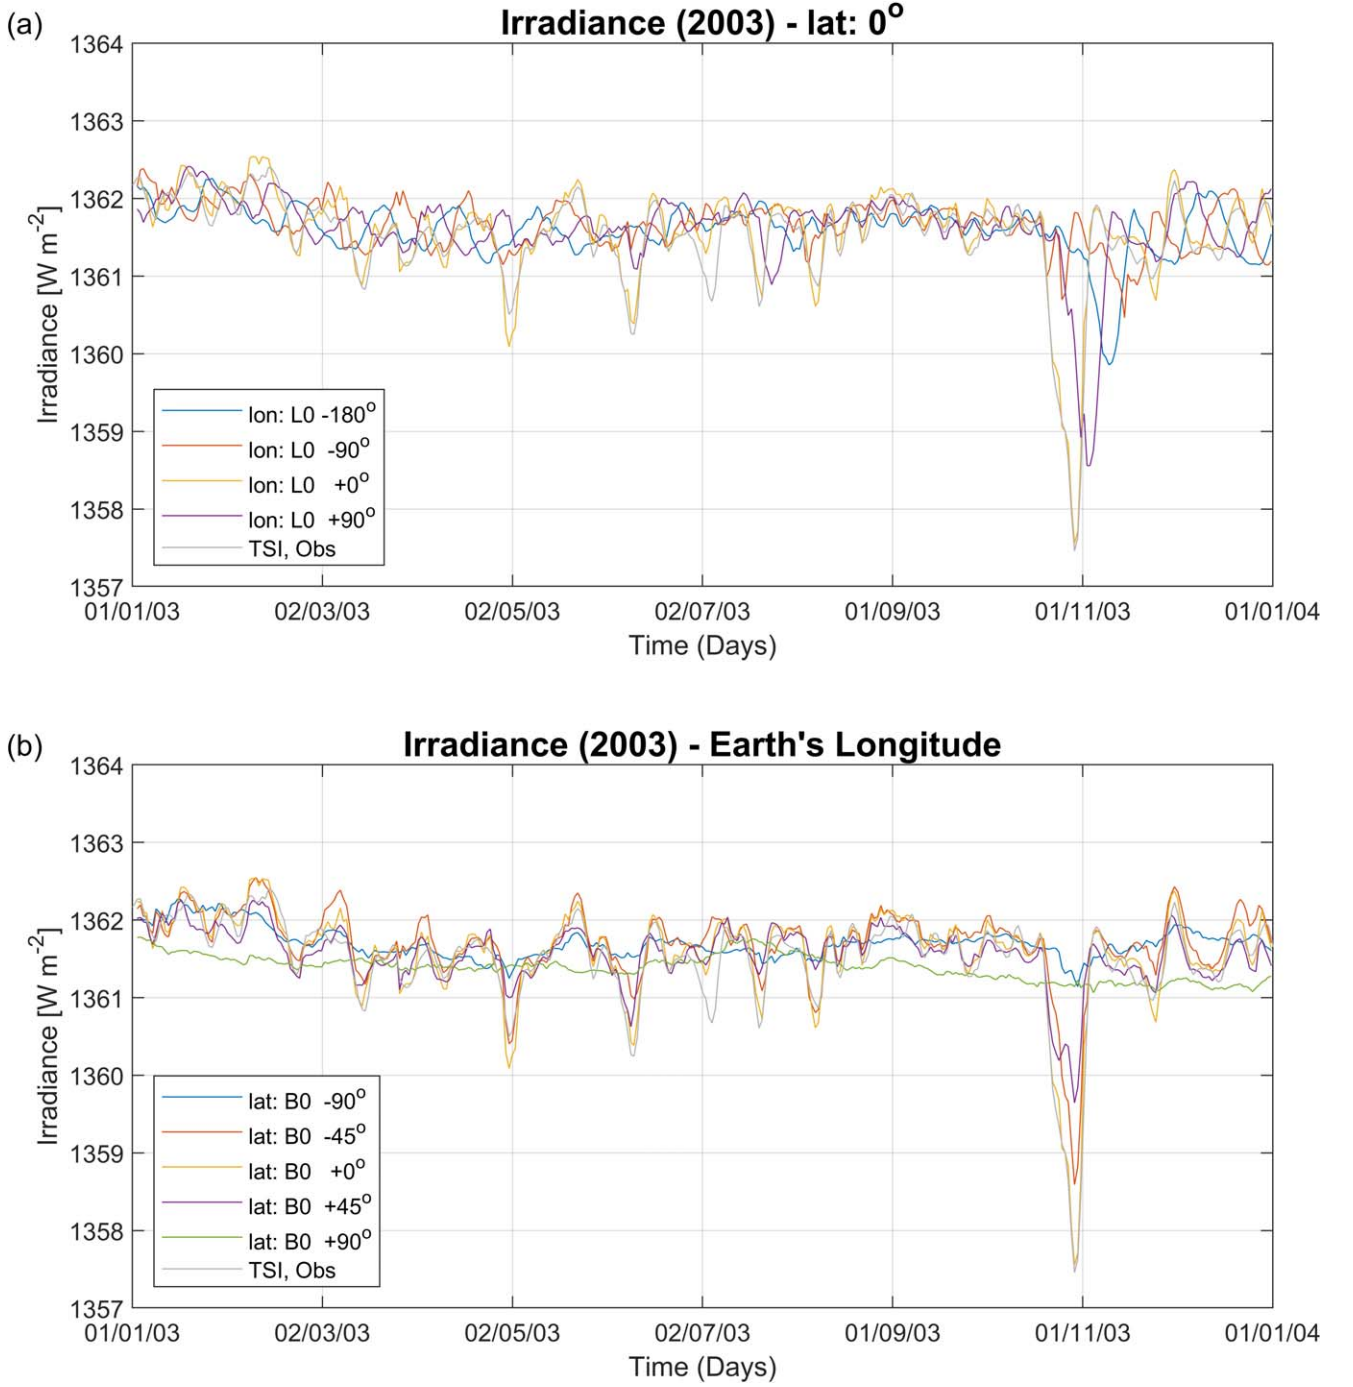 (a)
Irradiance (2003) - lat: 0°
1364
1363
1362
1361
1360
1359
1358
1357
Irradiance [W m-2]
lon: L0 -180°
lon: L0 -90°
lon: L0 +0°
lon: L0 +90°
TSI, Obs
01/01/03 02/03/03 02/05/03 02/07/03 01/09/03 01/11/03 01/01/04
Time (Days)
(b)
Irradiance (2003) - Earth's Longitude
1364
1363
1362
1361
1360
1359
1358
1357
Irradiance [W m-2]
lat: B0 -90°
lat: B0 -45°
lat: B0 +0°
lat: B0 +45°
lat: B0 +90°
TSI, Obs
01/01/03 02/03/03 02/05/03 02/07/03 01/09/03 01/11/03 01/01/04
Time (Days)